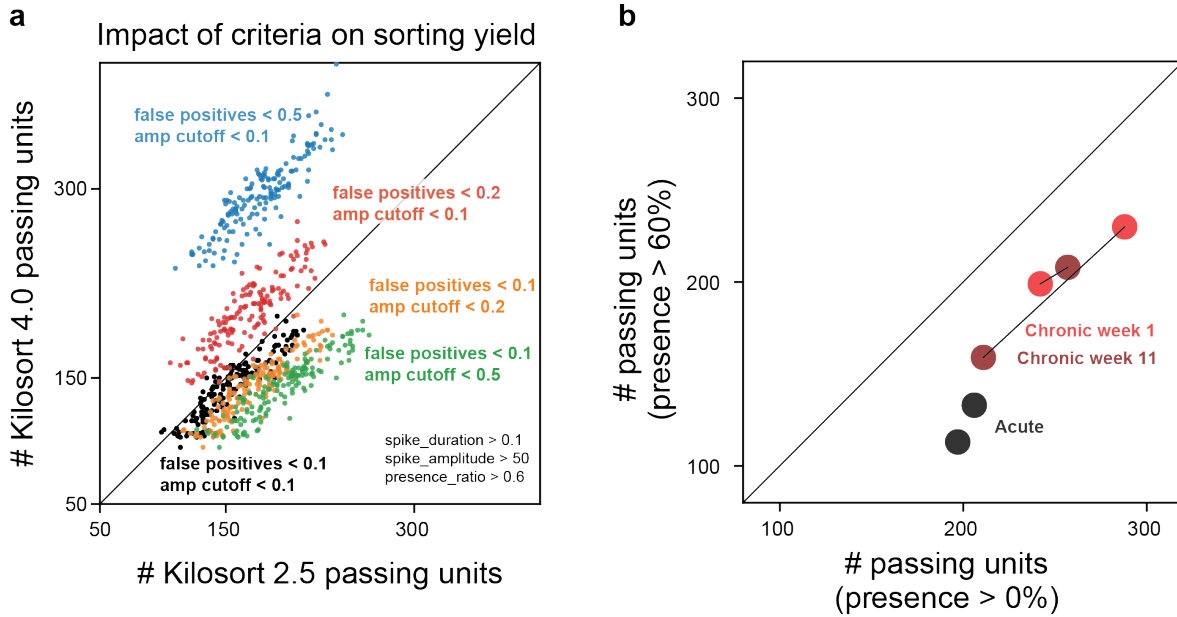 a
Impact of criteria on sorting yield
# Kilosort 4.0 passing units
300
150
50
50
150
300
# Kilosort 2.5 passing units
false positives < 0.5
amp cutoff < 0.1
false positives < 0.2
amp cutoff < 0.1
false positives < 0.1
amp cutoff < 0.2
false positives < 0.1
amp cutoff < 0.5
false positives < 0.1
amp cutoff < 0.1
spike_duration > 0.1
spike_amplitude > 50
presence_ratio > 0.6
b
# passing units
(presence > 60%)
300
200
100
100
200
300
# passing units
(presence > 0%)
Chronic week 1
Chronic week 11
Acute